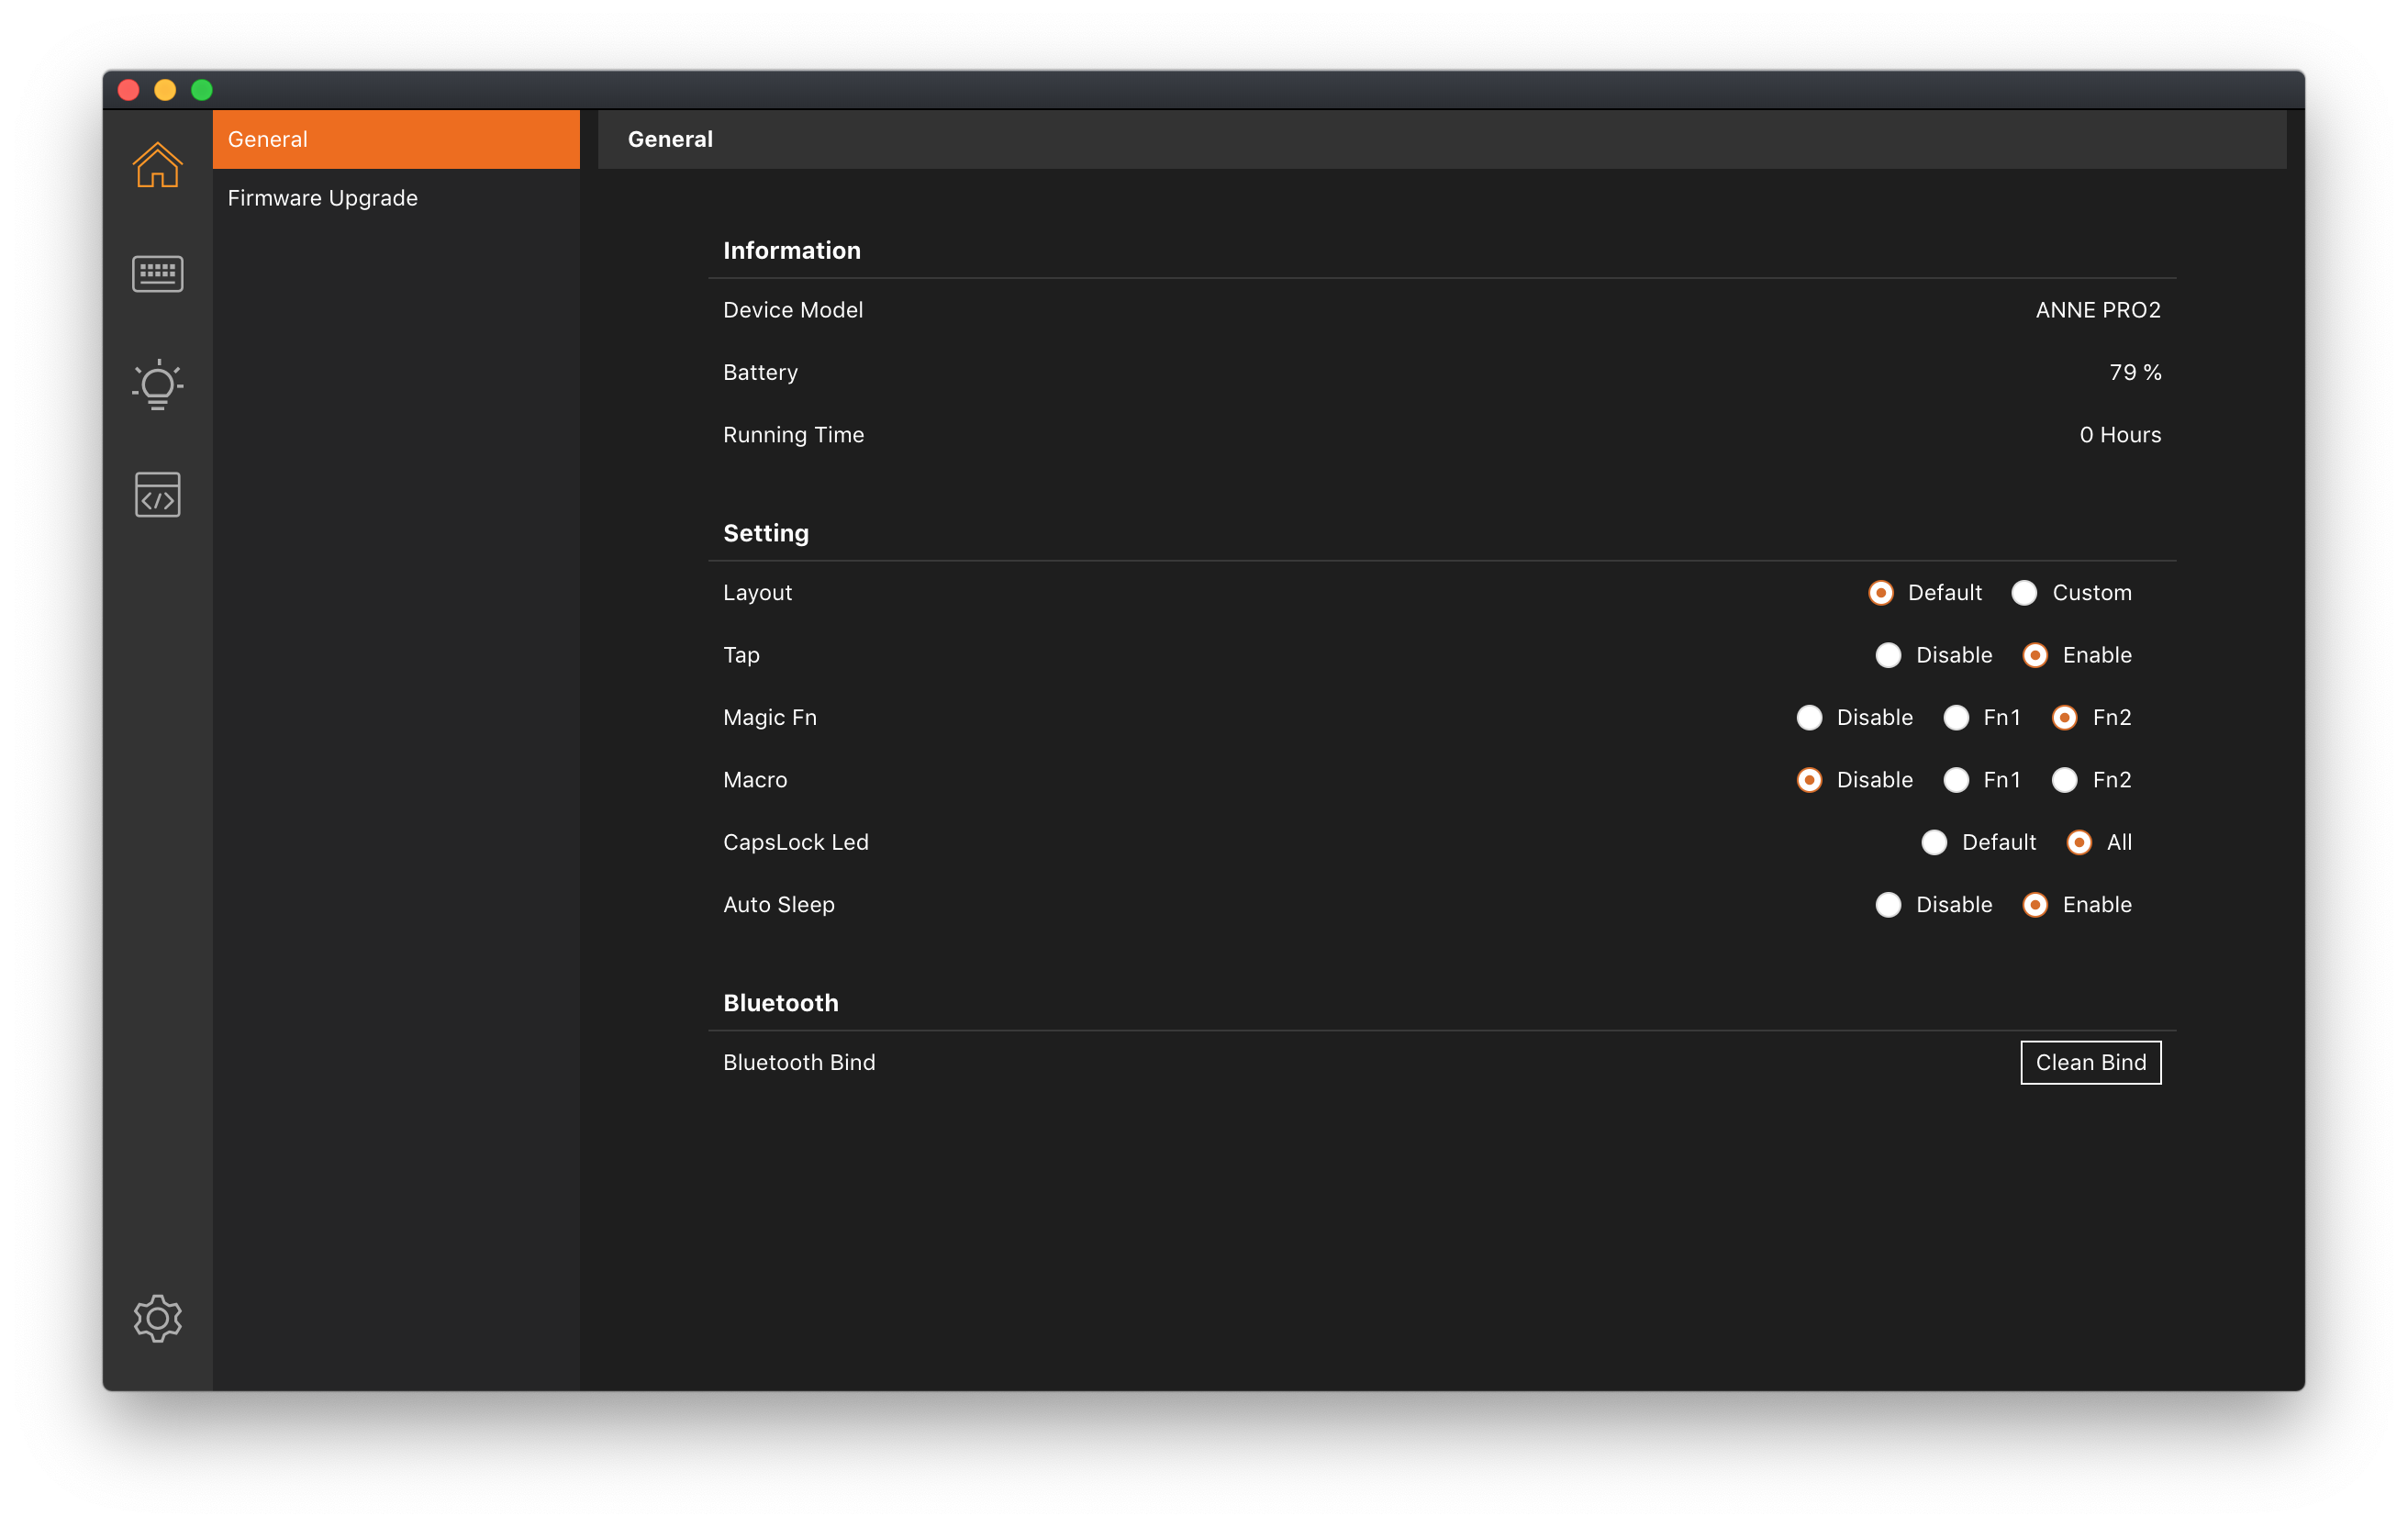 General
Firmware Upgrade
General
Information
Device Model ANNE PRO2
Battery 79 %
Running Time 0 Hours
Setting
Layout Default Custom
Tap Disable Enable
Magic Fn Disable Fn1 Fn2
Macro Disable Fn1 Fn2
CapsLock Led Default All
Auto Sleep Disable Enable
Bluetooth
Bluetooth Bind Clean Bind